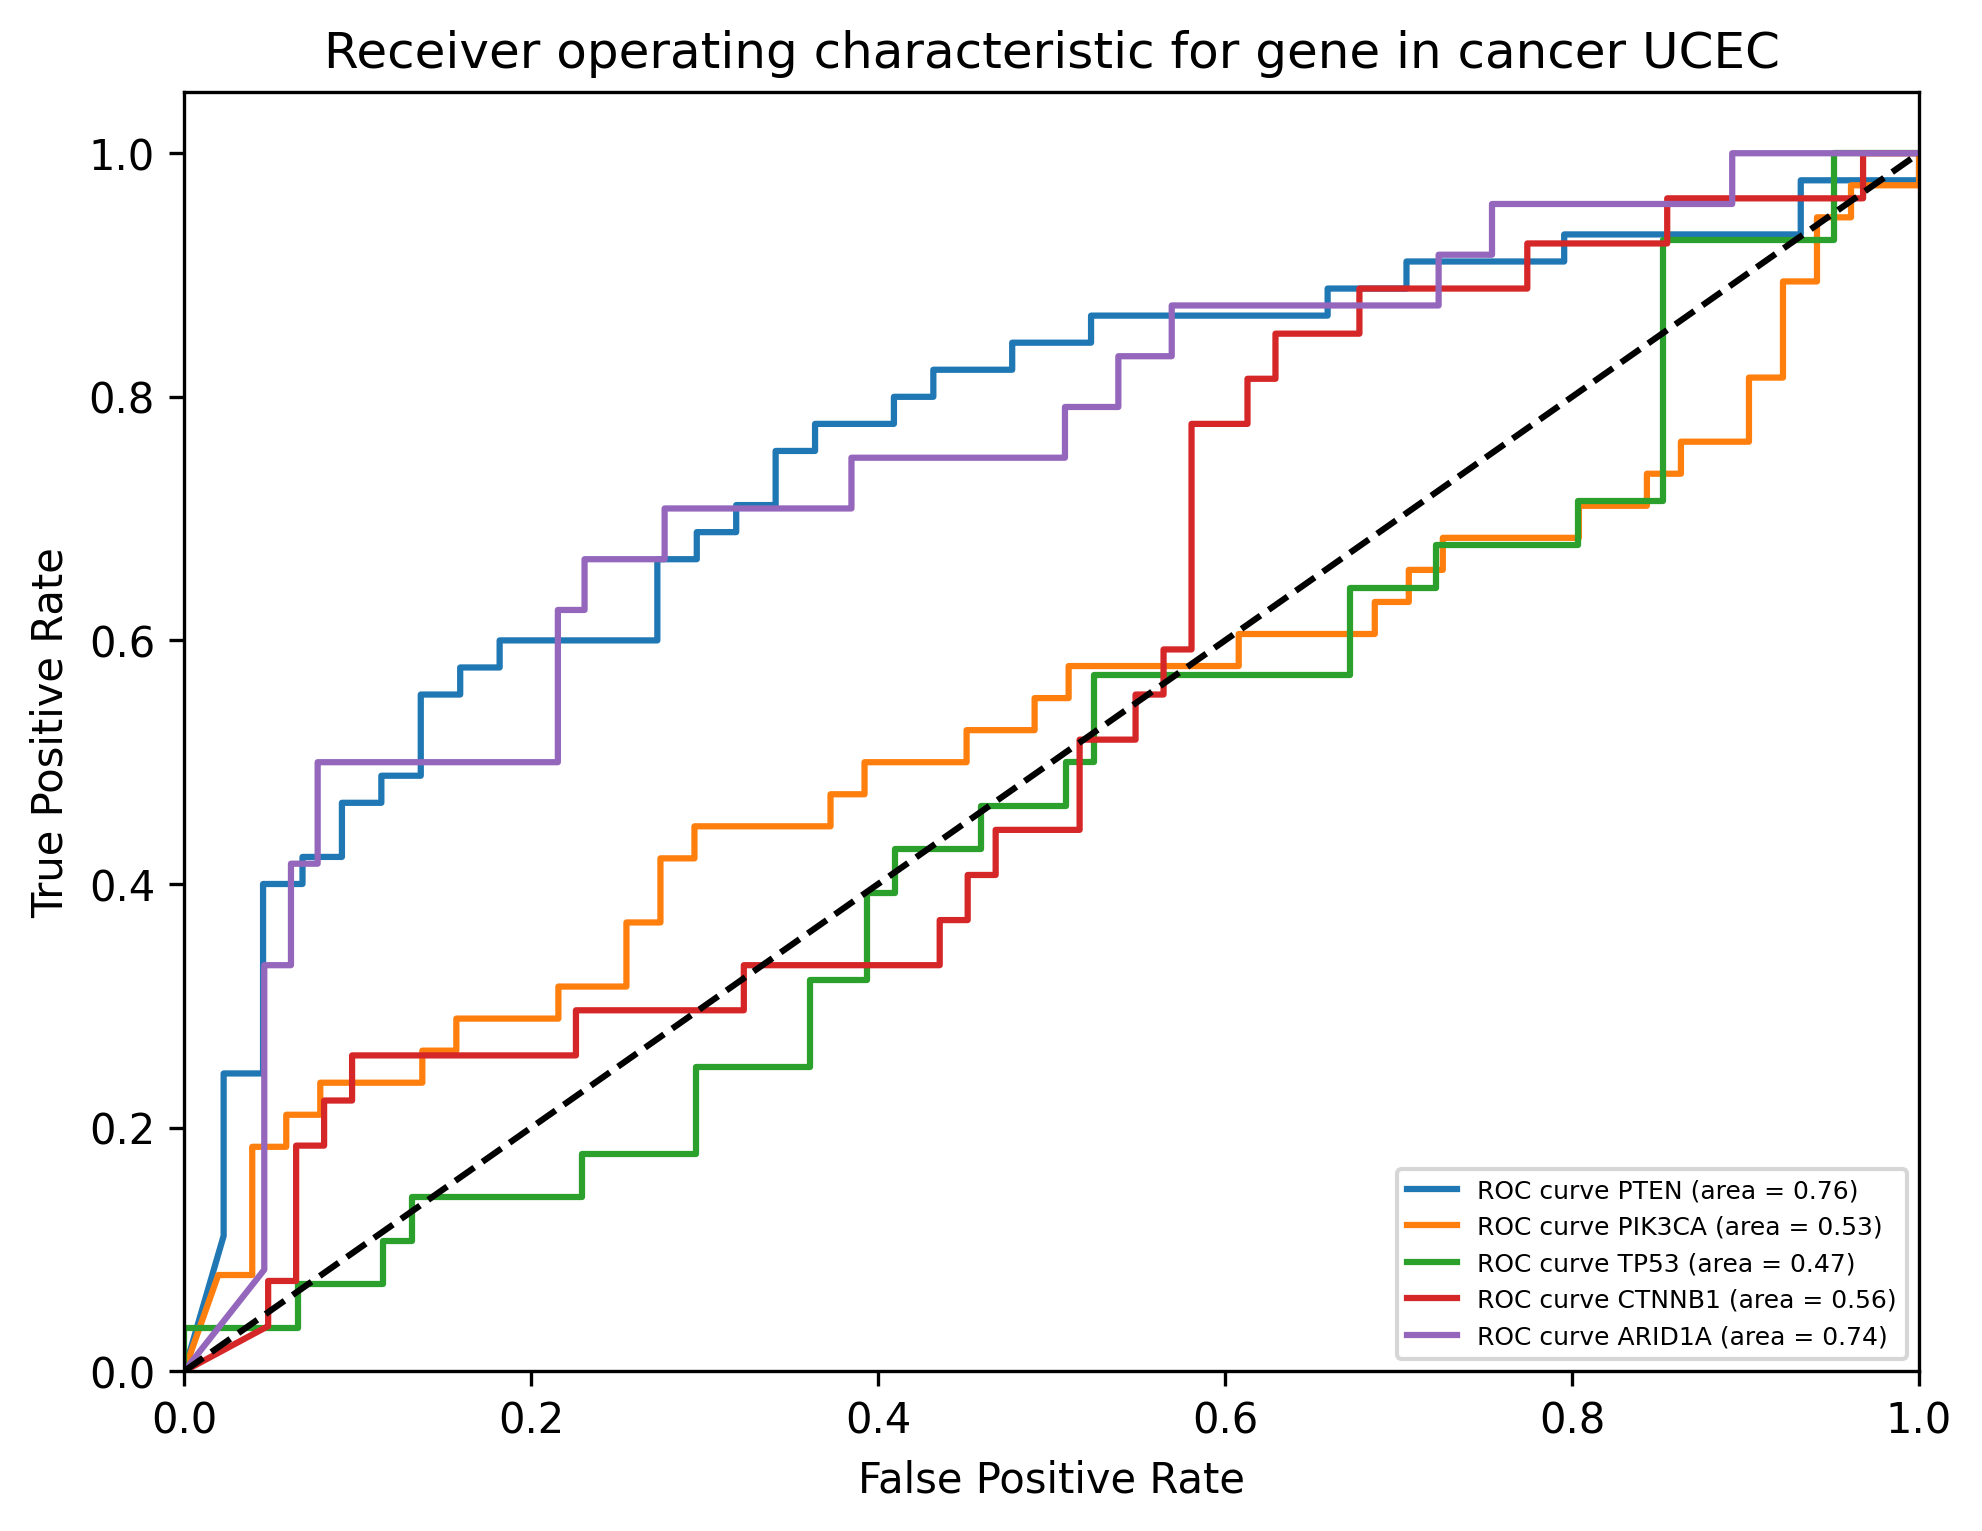 Receiver operating characteristic for gene in cancer UCEC
1.0
0.8
0.6
0.4
0.2
0.0
True Positive Rate
0.0 0.2 0.4 0.6 0.8 1.0
False Positive Rate
ROC curve PTEN (area = 0.76)
ROC curve PIK3CA (area = 0.53)
ROC curve TP53 (area = 0.47)
ROC curve CTNNB1 (area = 0.56)
ROC curve ARID1A (area = 0.74)